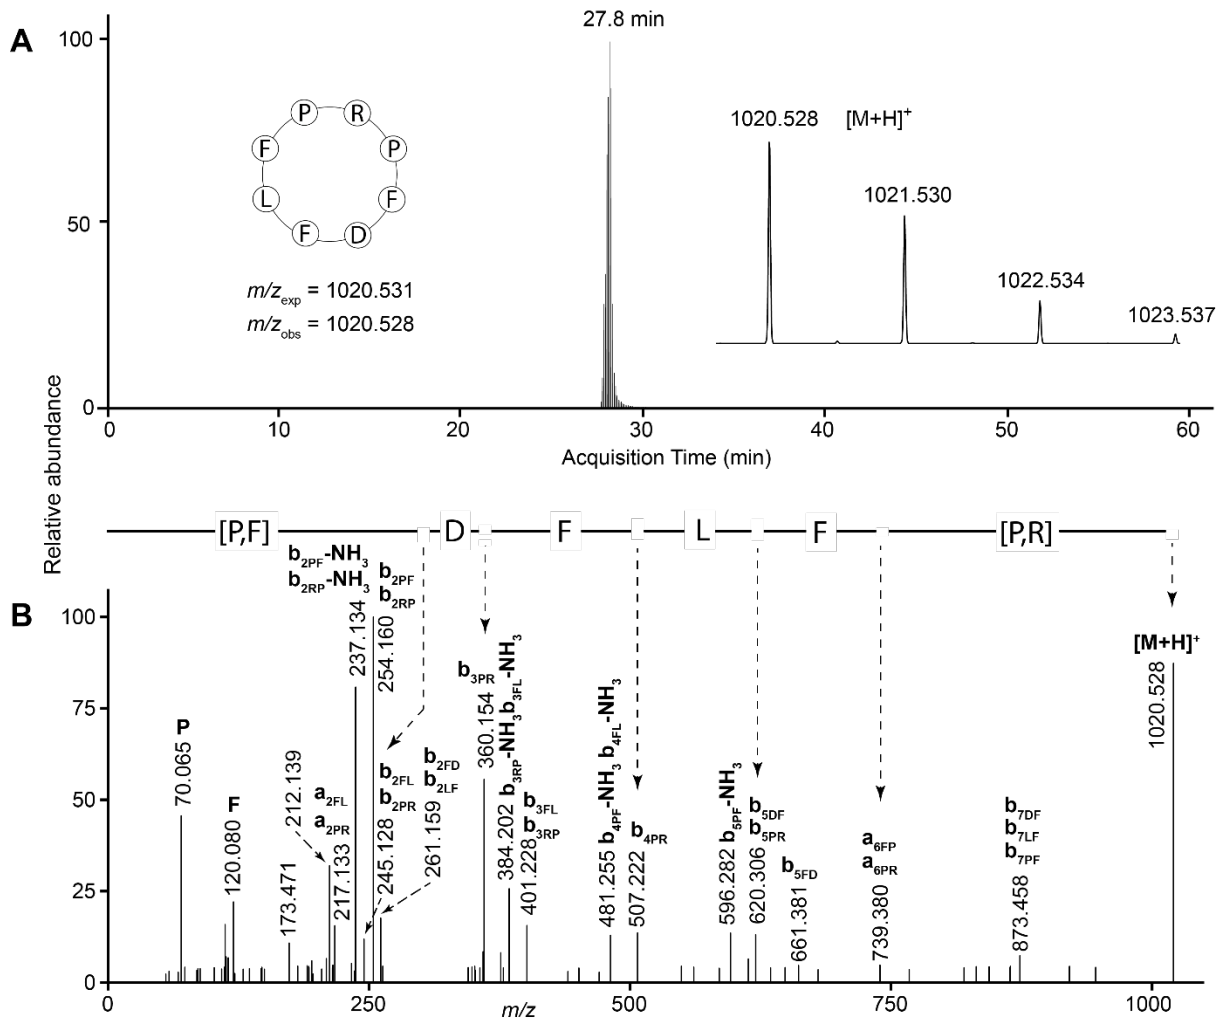 A
27.8 min
100
50
0
P R
F P
L F
F D
m/z_exp = 1020.531
m/z_obs = 1020.528
1020.528 [M+H]+
1021.530
1022.534
1023.537
0 10 20 30 40 50 60
Acquisition Time (min)
Relative abundance
[P,F] D F L F [P,R]
B
100
75
50
25
0
P
70.065
F
120.080
173.471
212.139
a2FL
a2PR
217.133
b2PF-NH3
b2RP-NH3
237.134
b2PF
b2RP
254.160
b2FL
b2PR
245.128
b2FD
b2LF
261.159
b3PR
360.154
384.202 b3RP-NH3 b3FL-NH3
b3FL
b3RP
401.228
481.255 b4PF-NH3 b4FL-NH3
b4PR
507.222
596.282 b5PF-NH3
b5DF
b5PR
620.306
b5FD
661.381
a6FP
a6PR
739.380
b7DF
b7LF
b7PF
873.458
[M+H]+
1020.528
0 250 500 750 1000
m/z